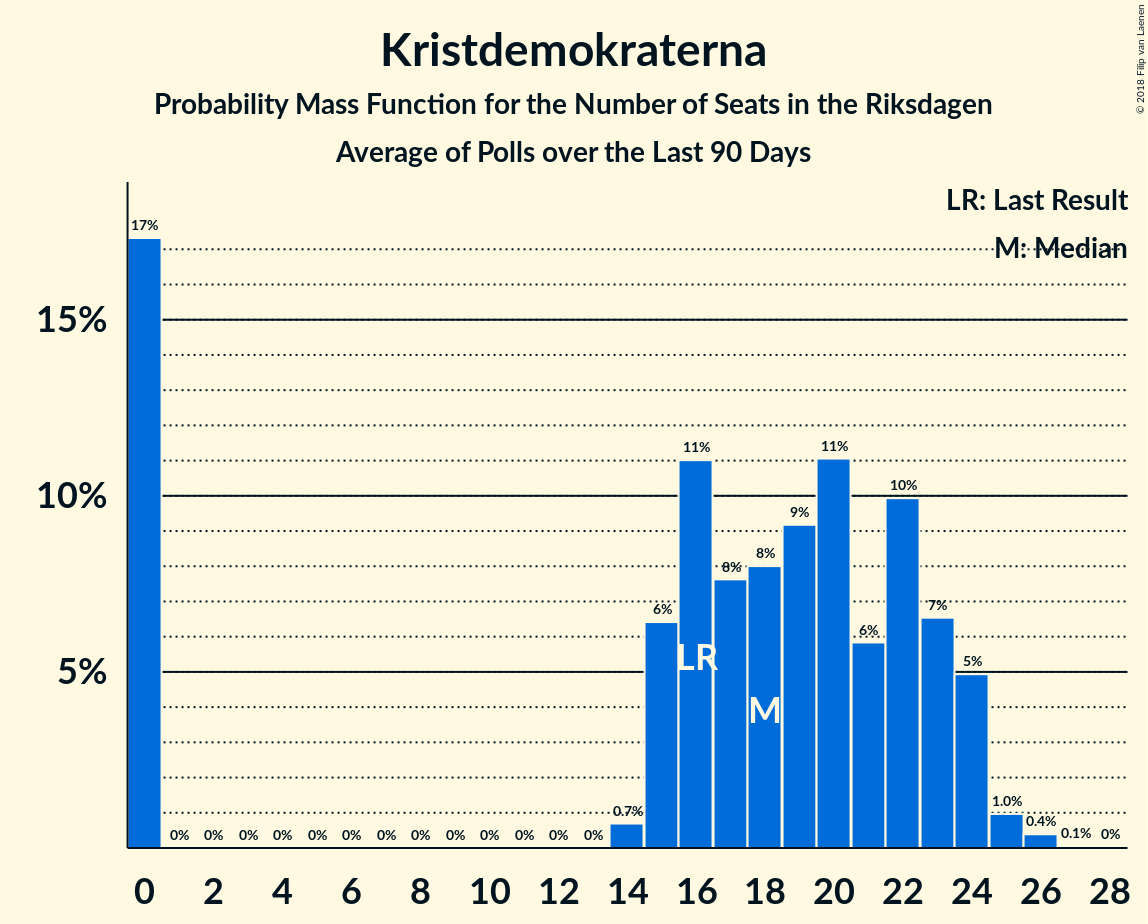 Kristdemokraterna
Probability Mass Function for the Number of Seats in the Riksdagen
Average of Polls over the Last 90 Days
© 2018 Filip van Laenen
LR: Last Result
M: Median
17% 0% 0% 0% 0% 0% 0% 0% 0% 0% 0% 0% 0% 0% 0.7% 6% 11% 8% 8% 9% 11% 6% 10% 7% 5% 1.0% 0.4% 0.1% 0%
15%
10%
5%
LR
M
0 2 4 6 8 10 12 14 16 18 20 22 24 26 28